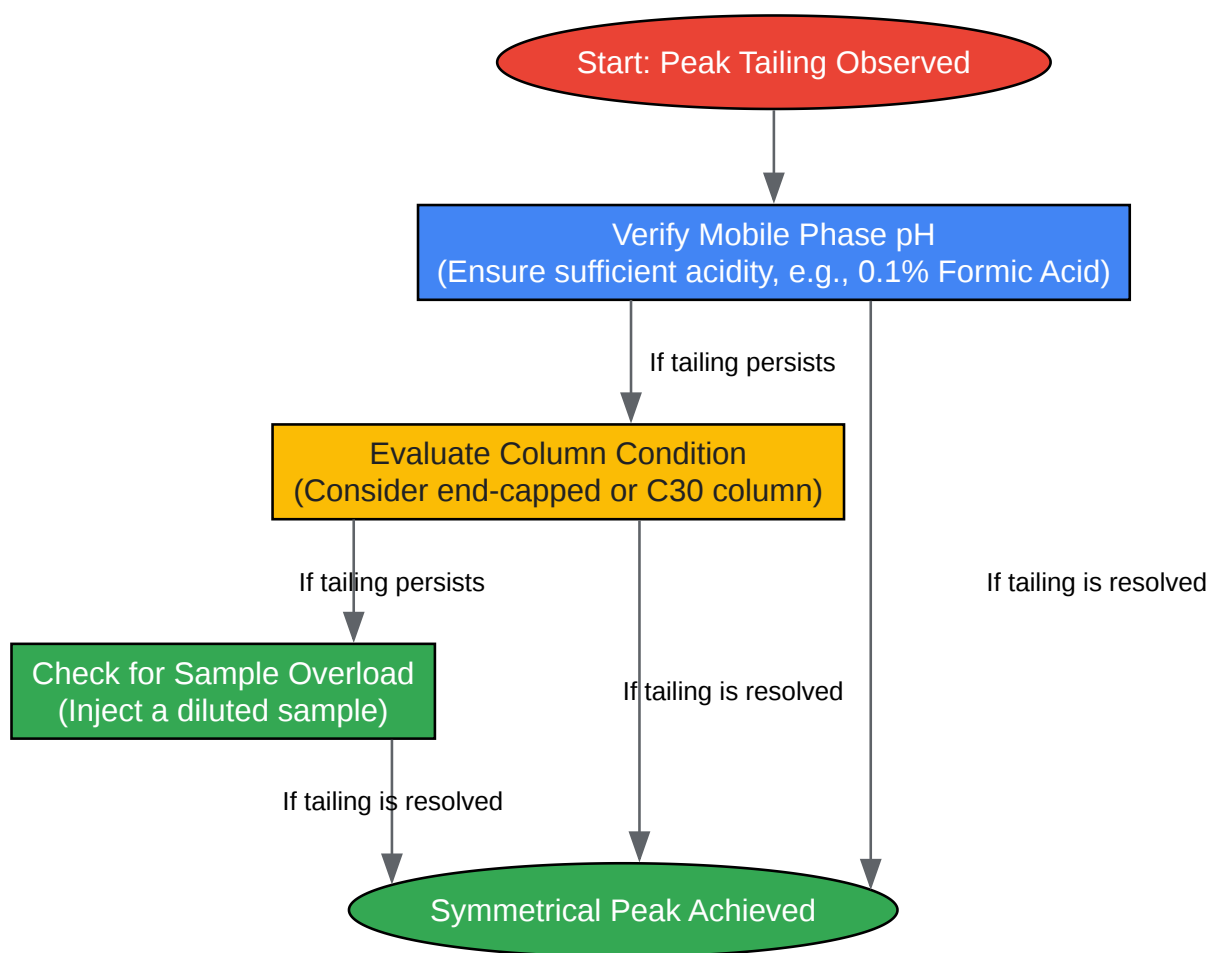 Start: Peak Tailing Observed
Verify Mobile Phase pH
(Ensure sufficient acidity, e.g., 0.1% Formic Acid)
If tailing persists
Evaluate Column Condition
(Consider end-capped or C30 column)
If tailing persists
If tailing is resolved
Check for Sample Overload
(Inject a diluted sample)
If tailing is resolved
If tailing is resolved
Symmetrical Peak Achieved